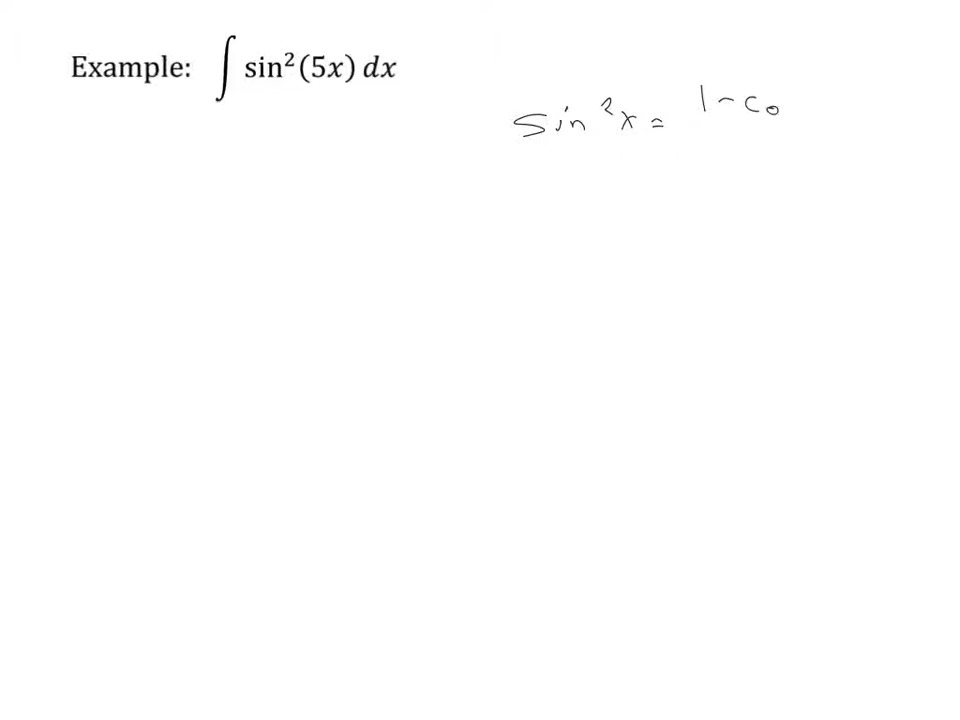 Example: ∫ sin²(5x) dx
sin²x = 1 - co